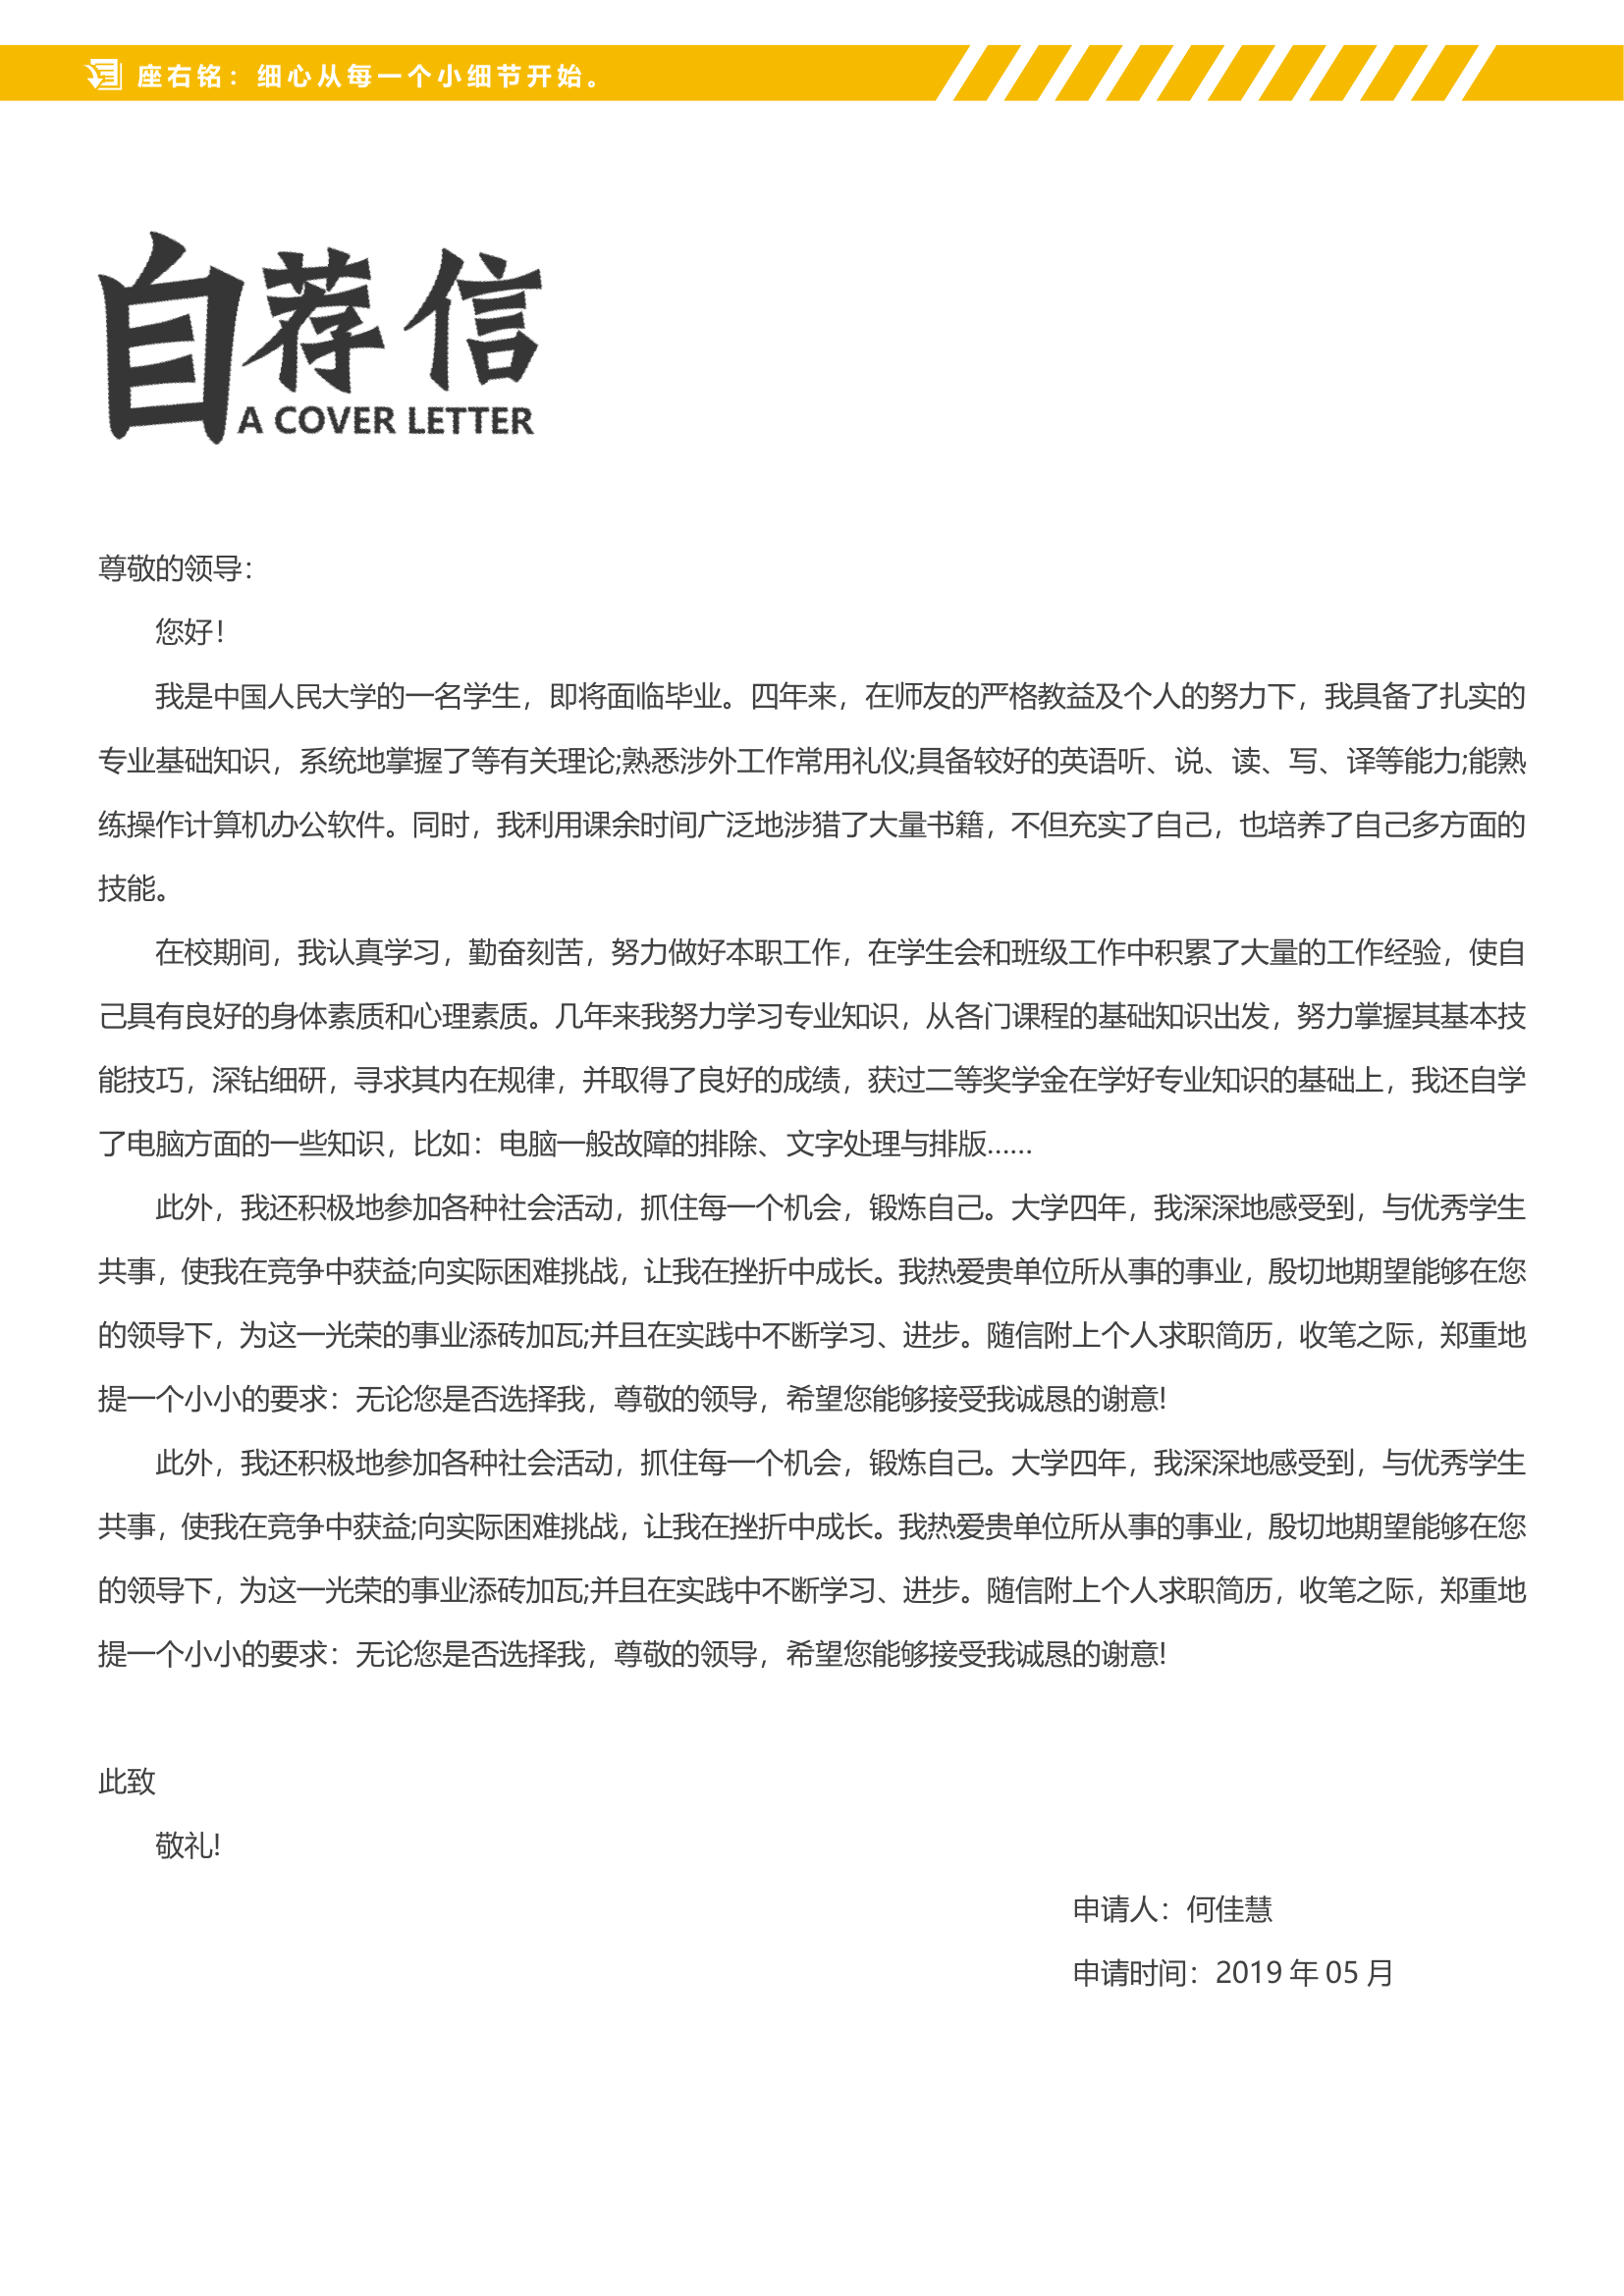 座右铭：细心从每一个小细节开始。
自荐信
A COVER LETTER
尊敬的领导：
您好！
我是中国人民大学的一名学生，即将面临毕业。四年来，在师友的严格教益及个人的努力下，我具备了扎实的
专业基础知识，系统地掌握了等有关理论;熟悉涉外工作常用礼仪;具备较好的英语听、说、读、写、译等能力;能熟
练操作计算机办公软件。同时，我利用课余时间广泛地涉猎了大量书籍，不但充实了自己，也培养了自己多方面的
技能。
在校期间，我认真学习，勤奋刻苦，努力做好本职工作，在学生会和班级工作中积累了大量的工作经验，使自
己具有良好的身体素质和心理素质。几年来我努力学习专业知识，从各门课程的基础知识出发，努力掌握其基本技
能技巧，深钻细研，寻求其内在规律，并取得了良好的成绩，获过二等奖学金在学好专业知识的基础上，我还自学
了电脑方面的一些知识，比如：电脑一般故障的排除、文字处理与排版……
此外，我还积极地参加各种社会活动，抓住每一个机会，锻炼自己。大学四年，我深深地感受到，与优秀学生
共事，使我在竞争中获益;向实际困难挑战，让我在挫折中成长。我热爱贵单位所从事的事业，殷切地期望能够在您
的领导下，为这一光荣的事业添砖加瓦;并且在实践中不断学习、进步。随信附上个人求职简历，收笔之际，郑重地
提一个小小的要求：无论您是否选择我，尊敬的领导，希望您能够接受我诚恳的谢意!
此外，我还积极地参加各种社会活动，抓住每一个机会，锻炼自己。大学四年，我深深地感受到，与优秀学生
共事，使我在竞争中获益;向实际困难挑战，让我在挫折中成长。我热爱贵单位所从事的事业，殷切地期望能够在您
的领导下，为这一光荣的事业添砖加瓦;并且在实践中不断学习、进步。随信附上个人求职简历，收笔之际，郑重地
提一个小小的要求：无论您是否选择我，尊敬的领导，希望您能够接受我诚恳的谢意!
此致
敬礼!
申请人：何佳慧
申请时间：2019 年 05 月